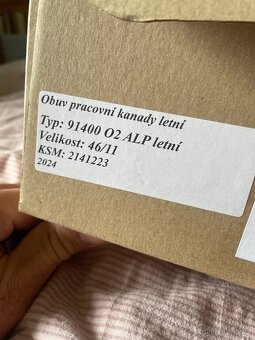 Obuv pracovní kanady letní
Typ: 91400 O2 ALP letní
Velikost: 46/11
KSM: 2141223
2024